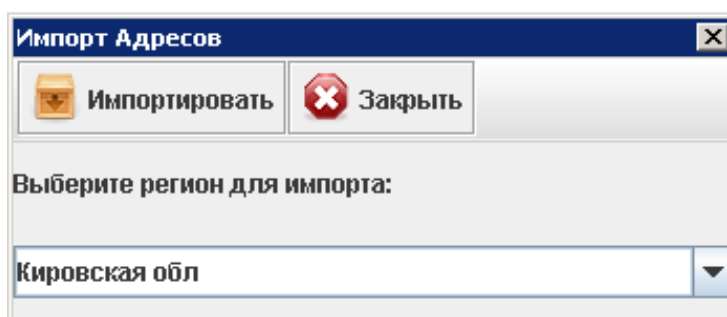 Импорт Адресов
Импортировать Закрыть
Выберите регион для импорта:
Кировская обл